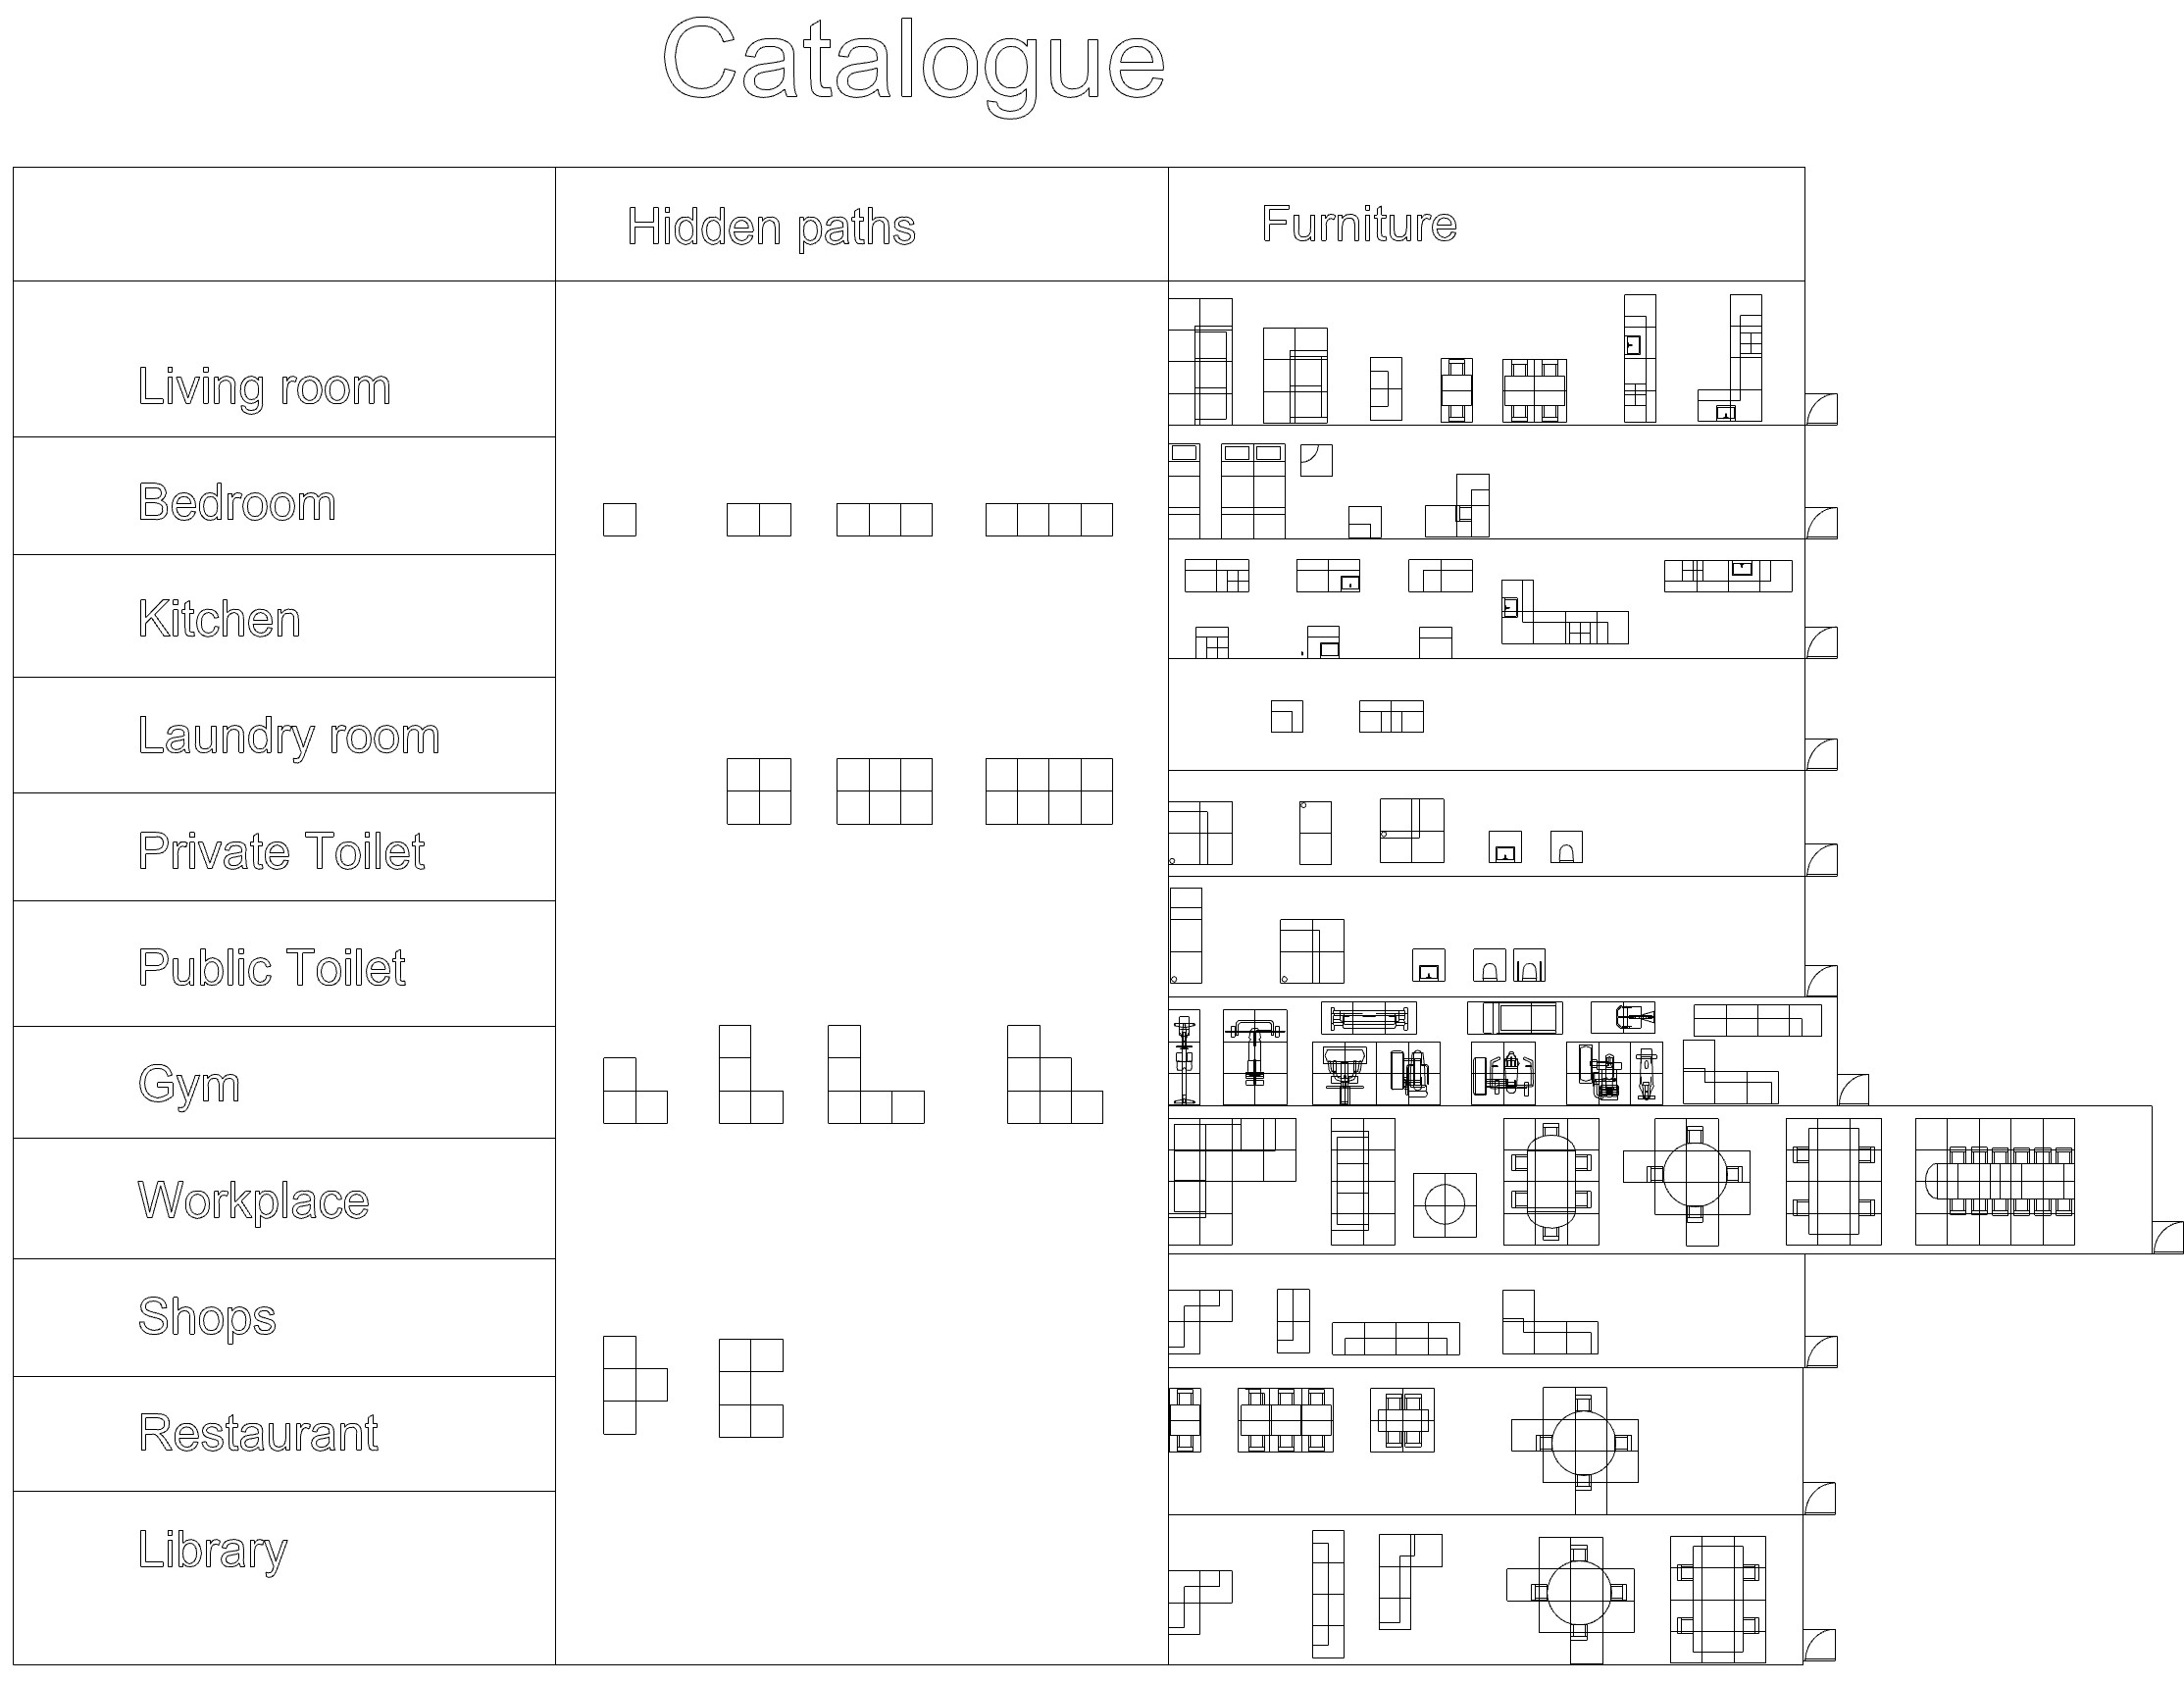 Catalogue
Hidden paths
Furniture
Living room
Bedroom
Kitchen
Laundry room
Private Toilet
Public Toilet
Gym
Workplace
Shops
Restaurant
Library